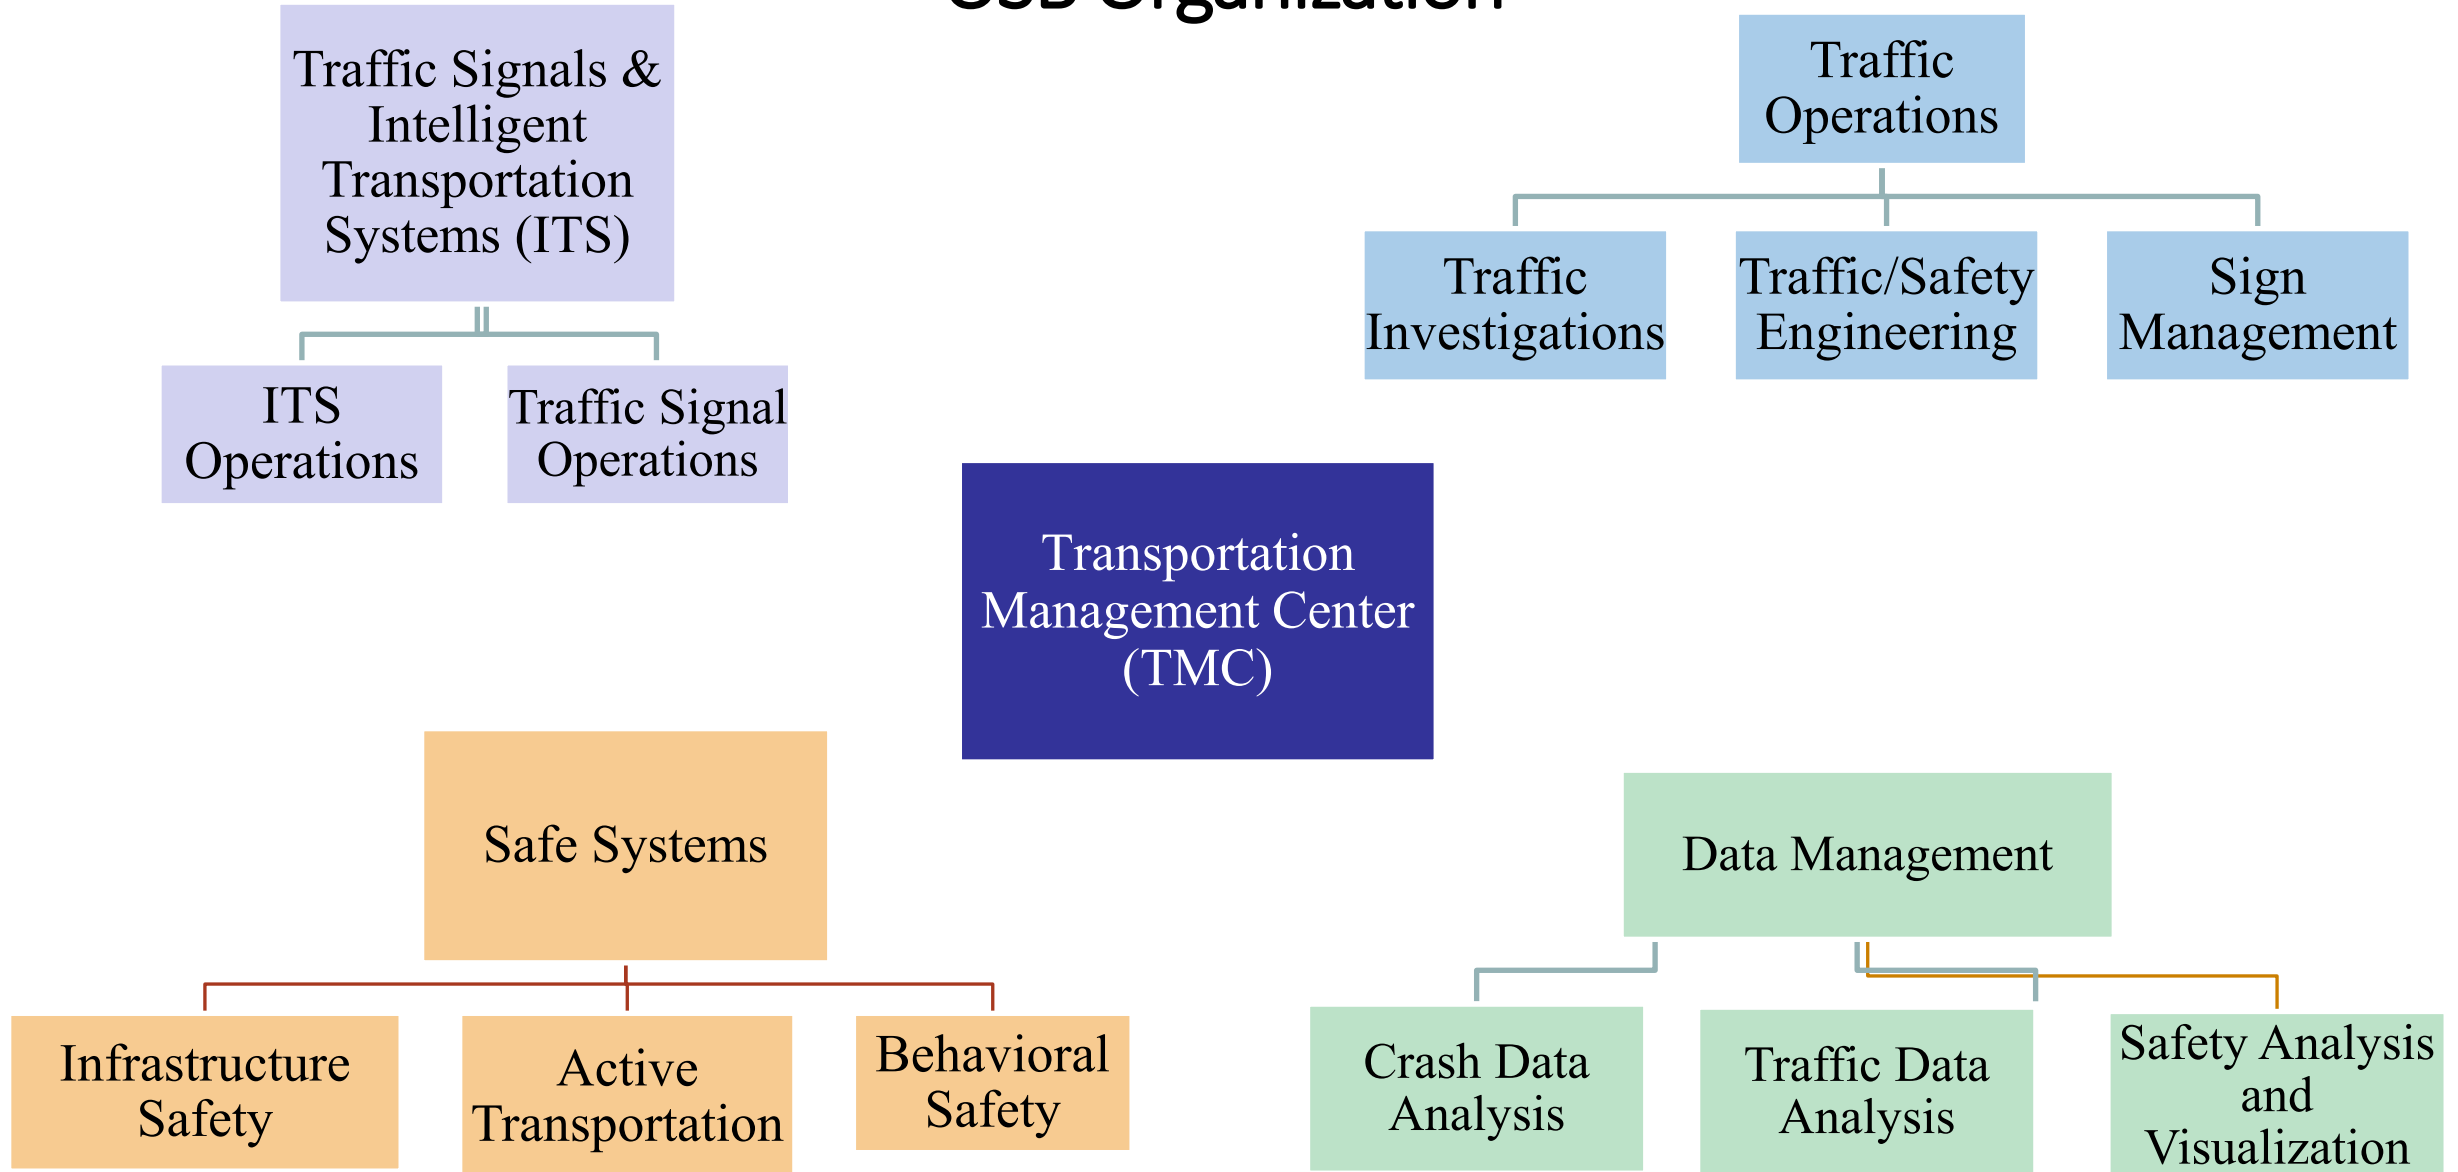 Organization
Traffic Signals &
Intelligent
Transportation
Systems (ITS)
ITS
Operations
Traffic Signal
Operations
Traffic
Operations
Traffic
Investigations
Traffic/Safety
Engineering
Sign
Management
Transportation
Management Center
(TMC)
Safe Systems
Infrastructure
Safety
Active
Transportation
Behavioral
Safety
Data Management
Crash Data
Analysis
Traffic Data
Analysis
Safety Analysis
and
Visualization